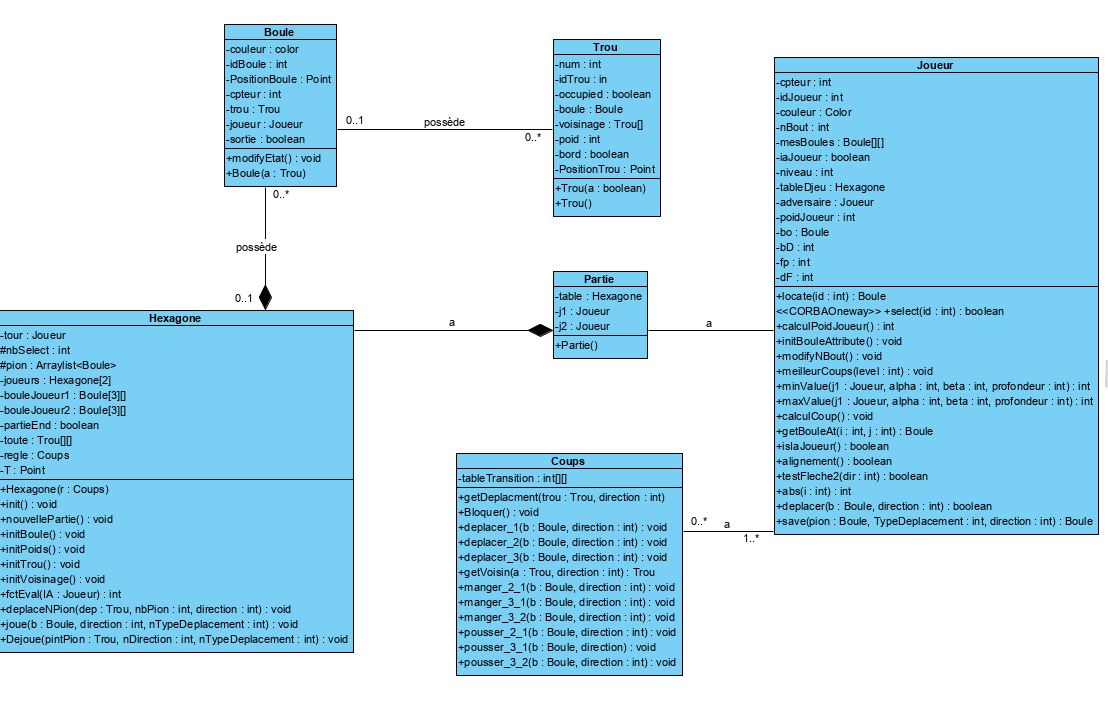 Boule
-couleur : color
-idBoule : int
-PositionBoule : Point
-cpteur : int
-trou : Trou
-joueur : Joueur
-sortie : boolean
+modifyEtat() : void
+Boule(a : Trou)
0..1
possède
0..*
Trou
-num : int
-idTrou : in
-occupied : boolean
-boule : Boule
-voisinage : Trou[]
-poid : int
-bord : boolean
-PositionTrou : Point
+Trou(a : boolean)
+Trou()
Joueur
-cpteur : int
-idJoueur : int
-couleur : Color
-nBout : int
-mesBoules : Boule[][]
-iaJoueur : boolean
-niveau : int
-tableDjeu : Hexagone
-adversaire : Joueur
-poidJoueur : int
-bo : Boule
-bD : int
-fp : int
-dF : int
+locate(id : int) : Boule
<<CORBAOneway>> +select(id : int) : boolean
+calculPoidJoueur() : int
+initBouleAttribute() : void
+modifyNBout() : void
+meilleurCoups(level : int) : void
+minValue(j1 : Joueur, alpha : int, beta : int, profondeur : int) : int
+maxValue(j1 : Joueur, alpha : int, beta : int, profondeur : int) : int
+calculCoup() : void
+getBouleAt(i : int, j : int) : Boule
+islaJoueur() : boolean
+alignement() : boolean
+testFleche2(dir : int) : boolean
+abs(i : int) : int
+deplacer(b : Boule, direction : int) : boolean
+save(pion : Boule, TypeDeplacement : int, direction : int) : Boule
0..*
possède
0..1
Hexagone
-tour : Joueur
#nbSelect : int
#pion : Arraylist<Boule>
-joueurs : Hexagone[2]
-bouleJoueur1 : Boule[3][]
-bouleJoueur2 : Boule[3][]
-partieEnd : boolean
-toute : Trou[][]
-regle : Coups
-T : Point
+Hexagone(r : Coups)
+init() : void
+nouvellePartie() : void
+initBoule() : void
+initPoids() : void
+initTrou() : void
+initVoisinage() : void
+fctEval(IA : Joueur) : int
+deplaceNPion(dep : Trou, nbPion : int, direction : int) : void
+joue(b : Boule, direction : int, nTypeDeplacement : int) : void
+Dejoue(pintPion : Trou, nDirection : int, nTypeDeplacement : int) : void
a
Partie
-table : Hexagone
-j1 : Joueur
-j2 : Joueur
+Partie()
a
Coups
-tableTransition : int[][]
+getDeplacment(trou : Trou, direction : int)
+Bloquer() : void
+deplacer_1(b : Boule, direction : int) : void
+deplacer_2(b : Boule, direction : int) : void
+deplacer_3(b : Boule, direction : int) : void
+getVoisin(a : Trou, direction : int) : Trou
+manger_2_1(b : Boule, direction : int) : void
+manger_3_1(b : Boule, direction : int) : void
+manger_3_2(b : Boule, direction : int) : void
+pousser_2_1(b : Boule, direction : int) : void
+pousser_3_1(b : Boule, direction) : void
+pousser_3_2(b : Boule, direction : int) : void
0..*
a
1..*